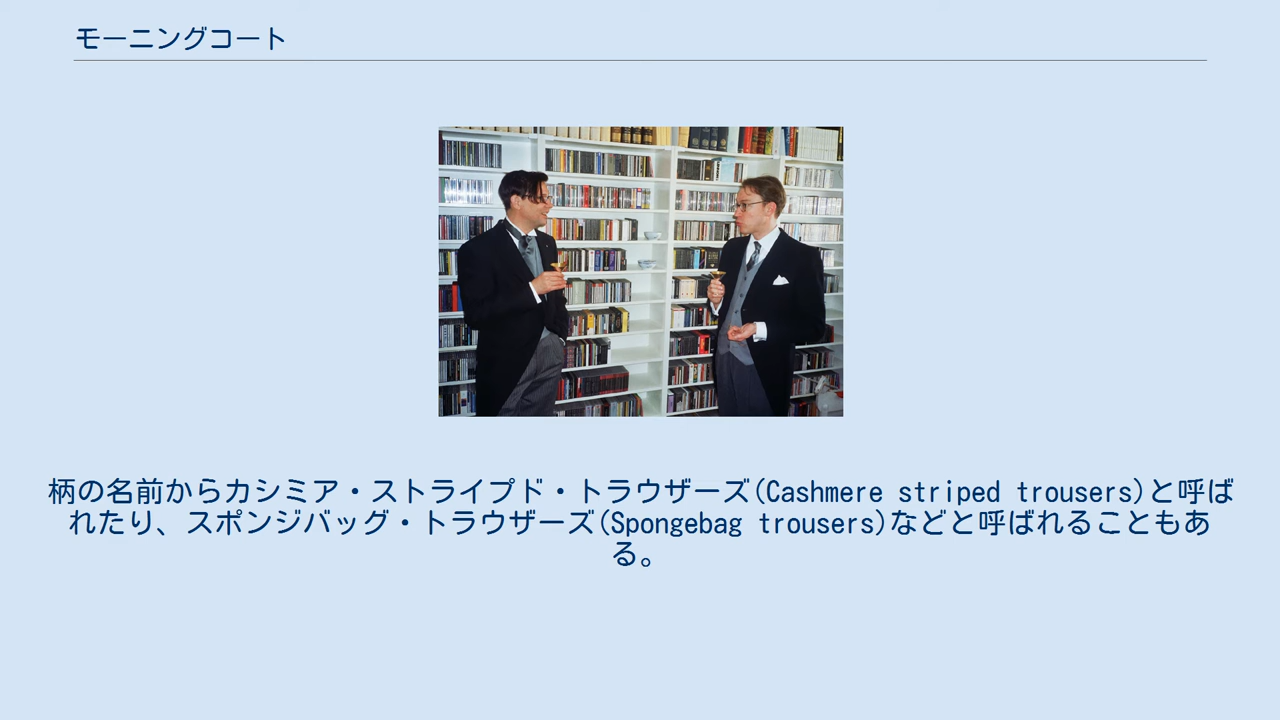 モーニングコート
柄の名前からカシミア・ストライプド・トラウザーズ(Cashmere striped trousers)と呼ば
れたり、スポンジバッグ・トラウザーズ(Spongebag trousers)などと呼ばれることもあ
る。